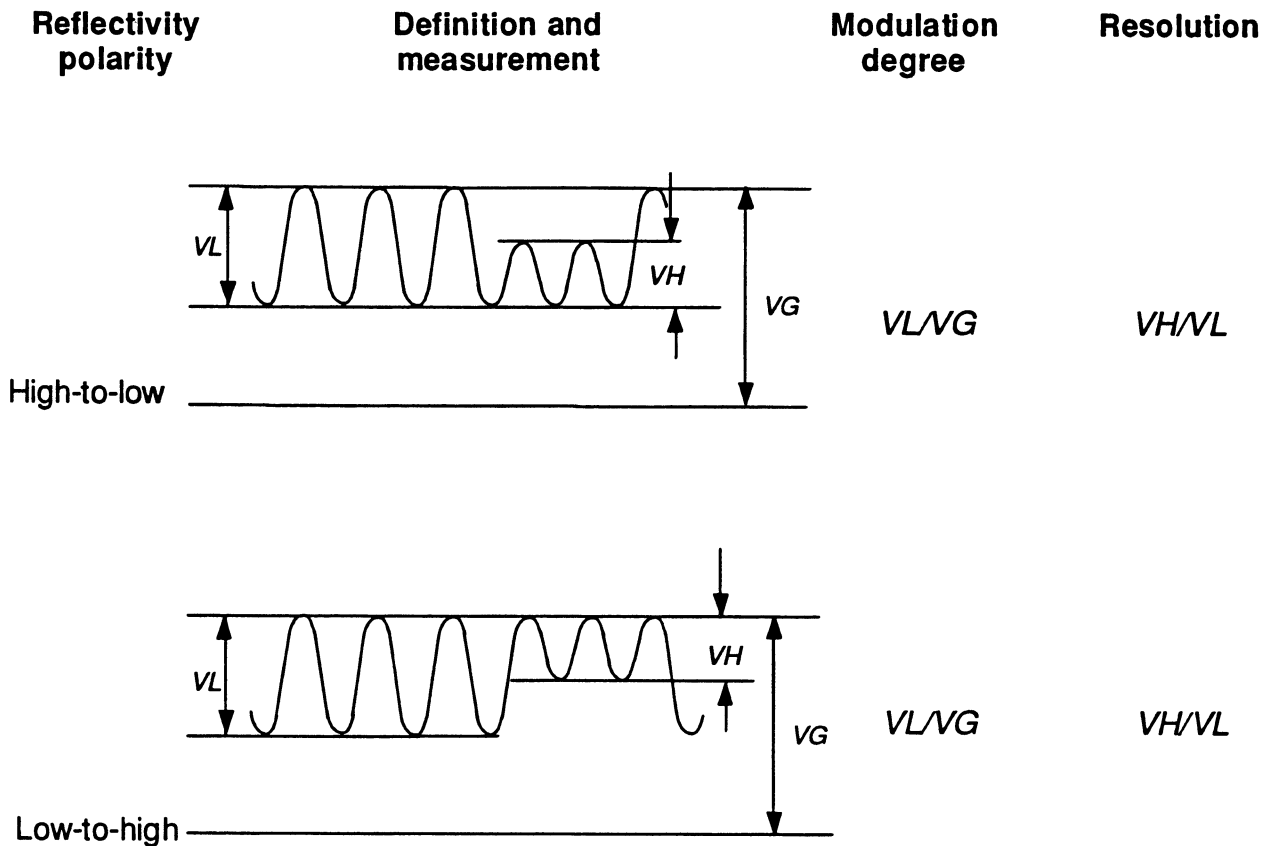 Reflectivity polarity
Definition and measurement
Modulation degree
Resolution
VL
VH
VG
VL/VG
VH/VL
High-to-low
VL
VH
VG
VL/VG
VH/VL
Low-to-high